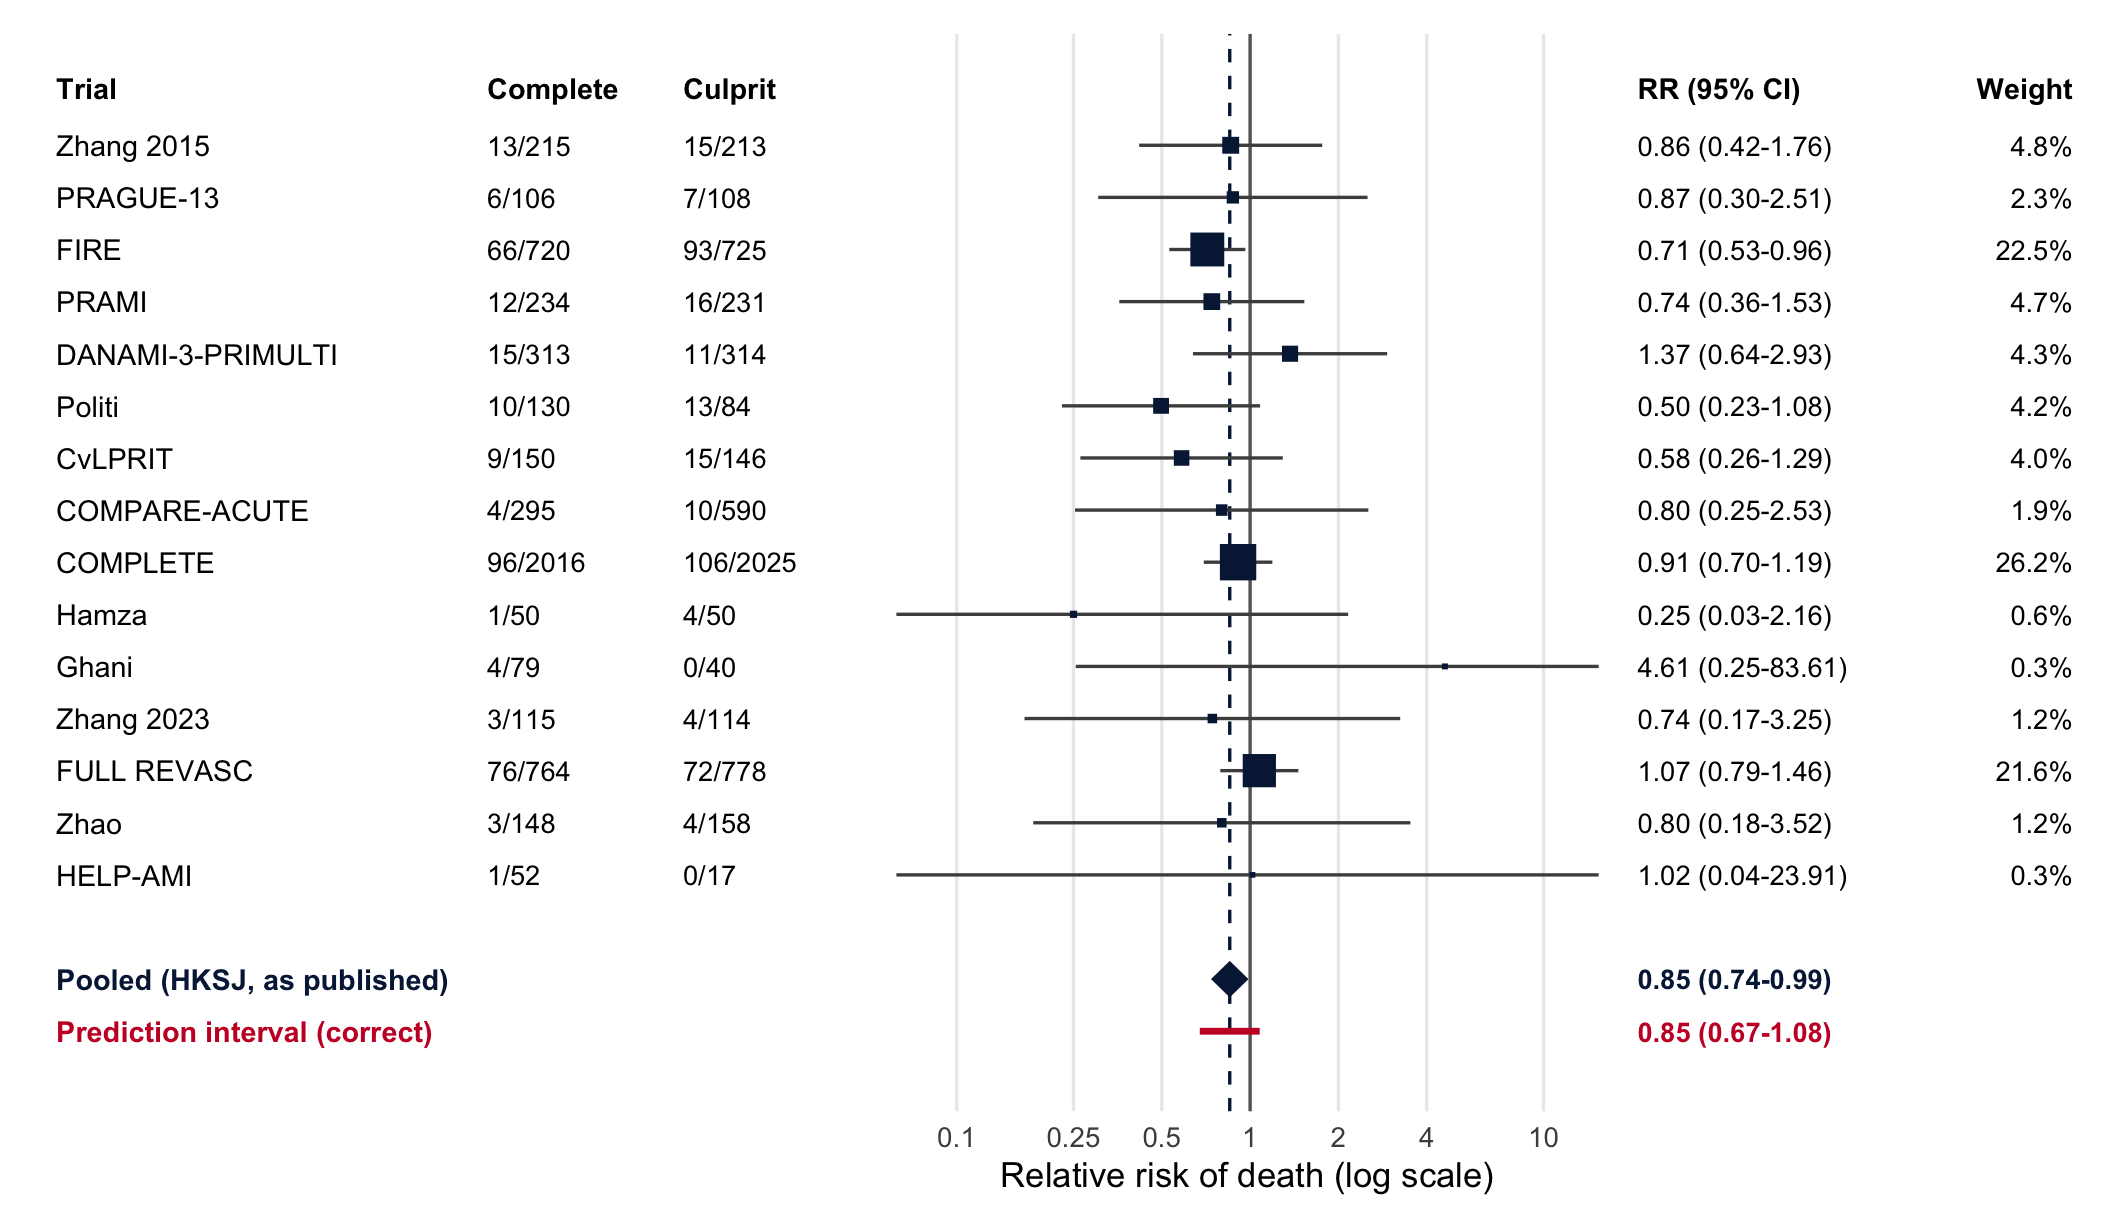 Trial Complete Culprit RR (95% CI) Weight
Zhang 2015 13/215 15/213 0.86 (0.42-1.76) 4.8%
PRAGUE-13 6/106 7/108 0.87 (0.30-2.51) 2.3%
FIRE 66/720 93/725 0.71 (0.53-0.96) 22.5%
PRAMI 12/234 16/231 0.74 (0.36-1.53) 4.7%
DANAMI-3-PRIMULTI 15/313 11/314 1.37 (0.64-2.93) 4.3%
Politi 10/130 13/84 0.50 (0.23-1.08) 4.2%
CvLPRIT 9/150 15/146 0.58 (0.26-1.29) 4.0%
COMPARE-ACUTE 4/295 10/590 0.80 (0.25-2.53) 1.9%
COMPLETE 96/2016 106/2025 0.91 (0.70-1.19) 26.2%
Hamza 1/50 4/50 0.25 (0.03-2.16) 0.6%
Ghani 4/79 0/40 4.61 (0.25-83.61) 0.3%
Zhang 2023 3/115 4/114 0.74 (0.17-3.25) 1.2%
FULL REVASC 76/764 72/778 1.07 (0.79-1.46) 21.6%
Zhao 3/148 4/158 0.80 (0.18-3.52) 1.2%
HELP-AMI 1/52 0/17 1.02 (0.04-23.91) 0.3%
Pooled (HKSJ, as published) 0.85 (0.74-0.99)
Prediction interval (correct) 0.85 (0.67-1.08)
0.1 0.25 0.5 1 2 4 10
Relative risk of death (log scale)